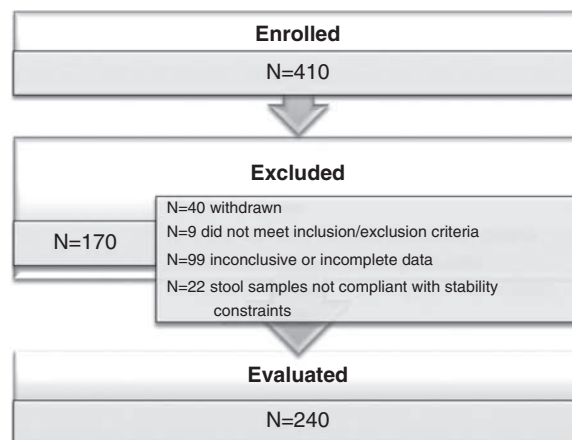 Enrolled
N=410
Excluded
N=170
N=40 withdrawn
N=9 did not meet inclusion/exclusion criteria
N=99 inconclusive or incomplete data
N=22 stool samples not compliant with stability
constraints
Evaluated
N=240